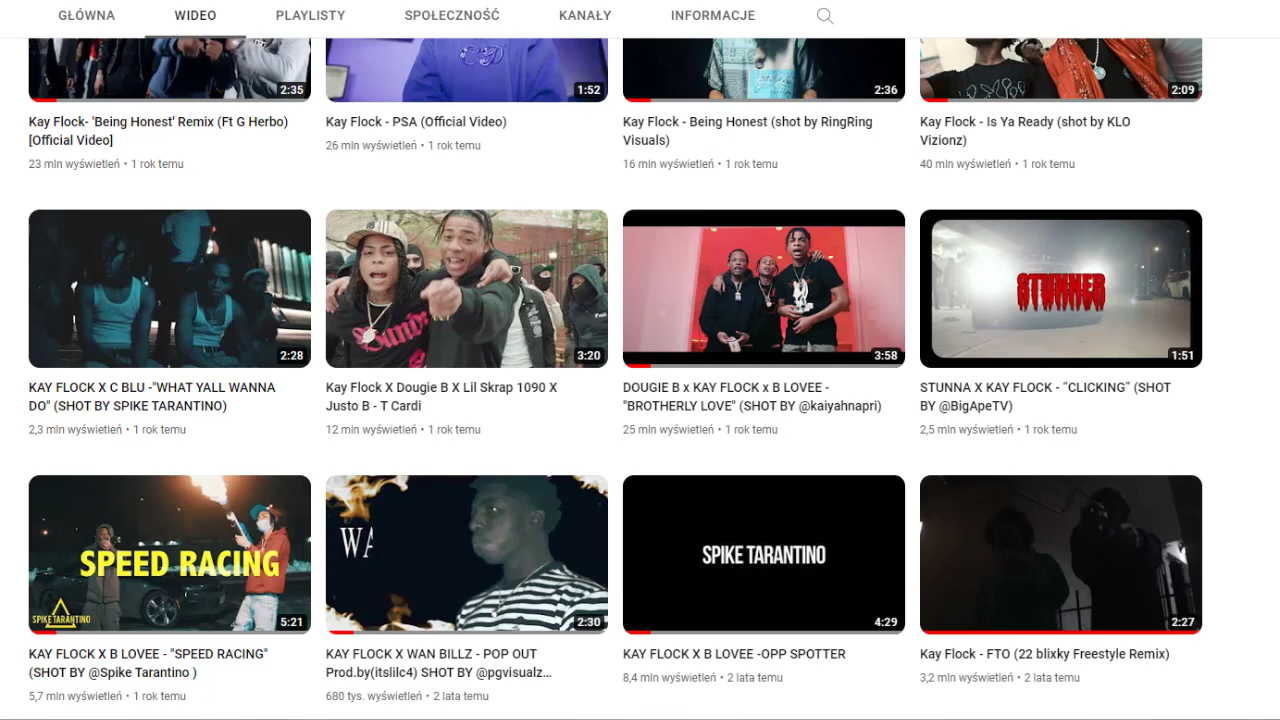 GŁÓWNA WIDEO PLAYLISTY SPOŁECZNOŚĆ KANAŁY INFORMACJE
2:35 1:52 2:36 2:09
Kay Flock- 'Being Honest' Remix (Ft G Herbo)
[Official Video]
23 mln wyświetleń • 1 rok temu
Kay Flock - PSA (Official Video)
26 mln wyświetleń • 1 rok temu
Kay Flock - Being Honest (shot by RingRing
Visuals)
16 mln wyświetleń • 1 rok temu
Kay Flock - Is Ya Ready (shot by KLO
Vizionz)
40 mln wyświetleń • 1 rok temu
2:28
KAY FLOCK X C BLU -"WHAT YALL WANNA
DO" (SHOT BY SPIKE TARANTINO)
2,3 mln wyświetleń • 1 rok temu
3:20
Kay Flock X Dougie B X Lil Skrap 1090 X
Justo B - T Cardi
12 mln wyświetleń • 1 rok temu
3:58
DOUGIE B x KAY FLOCK x B LOVEE -
"BROTHERLY LOVE" (SHOT BY @kaiyahnapri)
25 mln wyświetleń • 1 rok temu
STUNNER
1:51
STUNNA X KAY FLOCK - “CLICKING” (SHOT
BY @BigApeTV)
2,5 mln wyświetleń • 1 rok temu
SPEED RACING
SPIKE TARANTINO
5:21
KAY FLOCK X B LOVEE - "SPEED RACING"
(SHOT BY @Spike Tarantino )
5,7 mln wyświetleń • 1 rok temu
WA
2:30
KAY FLOCK X WAN BILLZ - POP OUT
Prod.by(itslilc4) SHOT BY @pgvisualz...
680 tys. wyświetleń • 2 lata temu
SPIKE TARANTINO
4:29
KAY FLOCK X B LOVEE -OPP SPOTTER
8,4 mln wyświetleń • 2 lata temu
2:27
Kay Flock - FTO (22 blixky Freestyle Remix)
3,2 mln wyświetleń • 2 lata temu